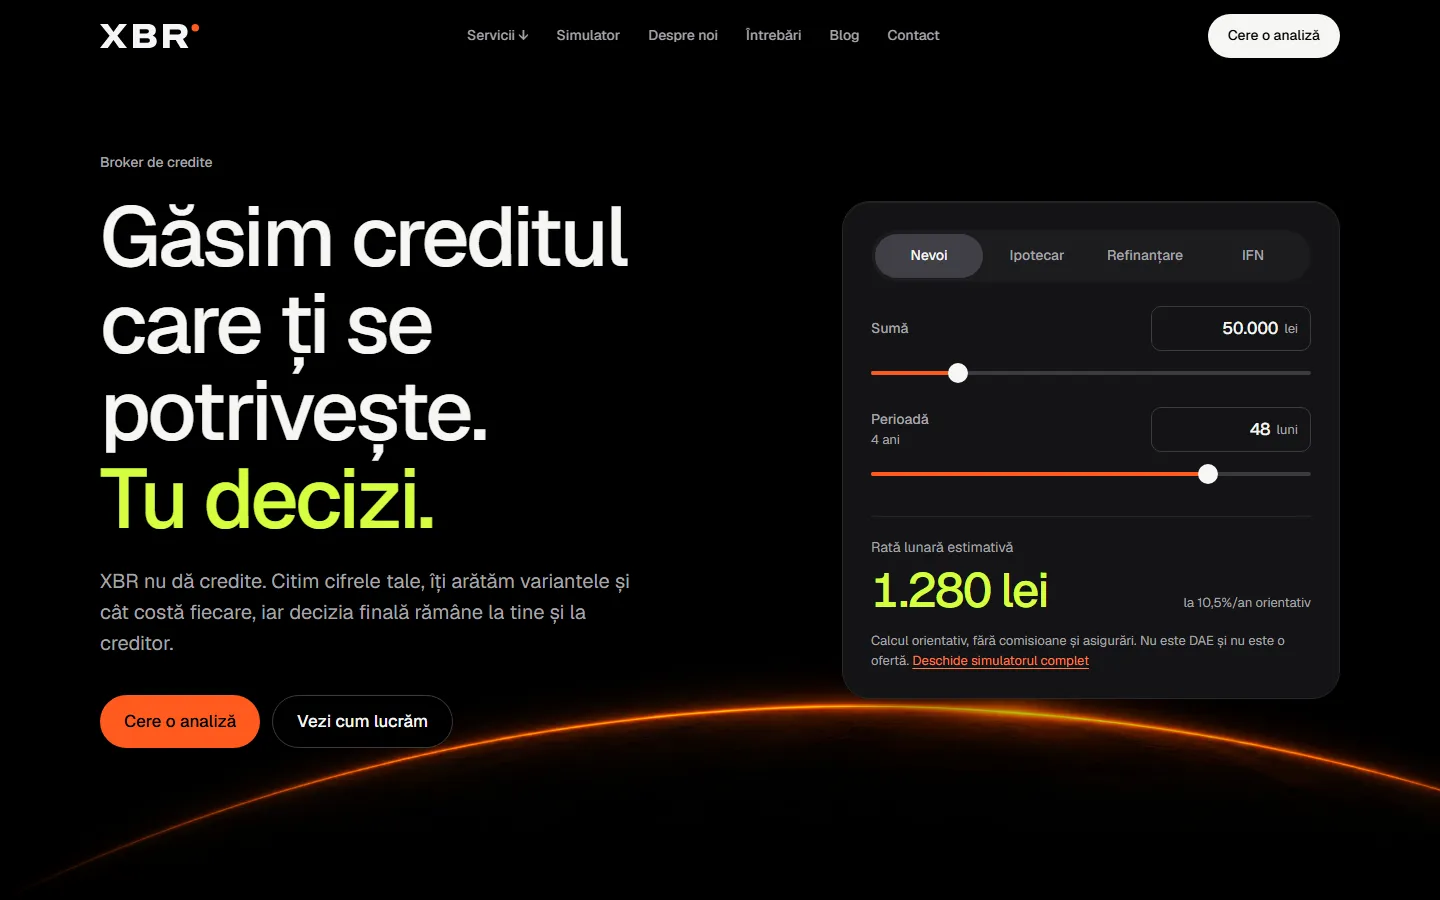 XBR
Servicii ↓
Simulator
Despre noi
Întrebări
Blog
Contact
Cere o analiză
Broker de credite
Găsim creditul
care ți se
potrivește.
Tu decizi.
XBR nu dă credite. Citim cifrele tale, îți arătăm variantele și
cât costă fiecare, iar decizia finală rămâne la tine și la
creditor.
Cere o analiză
Vezi cum lucrăm
Nevoi
Ipotecar
Refinanțare
IFN
Sumă
50.000 lei
Perioadă
4 ani
48 luni
Rată lunară estimativă
1.280 lei
la 10,5%/an orientativ
Calcul orientativ, fără comisioane și asigurări. Nu este DAE și nu este o
ofertă. Deschide simulatorul complet